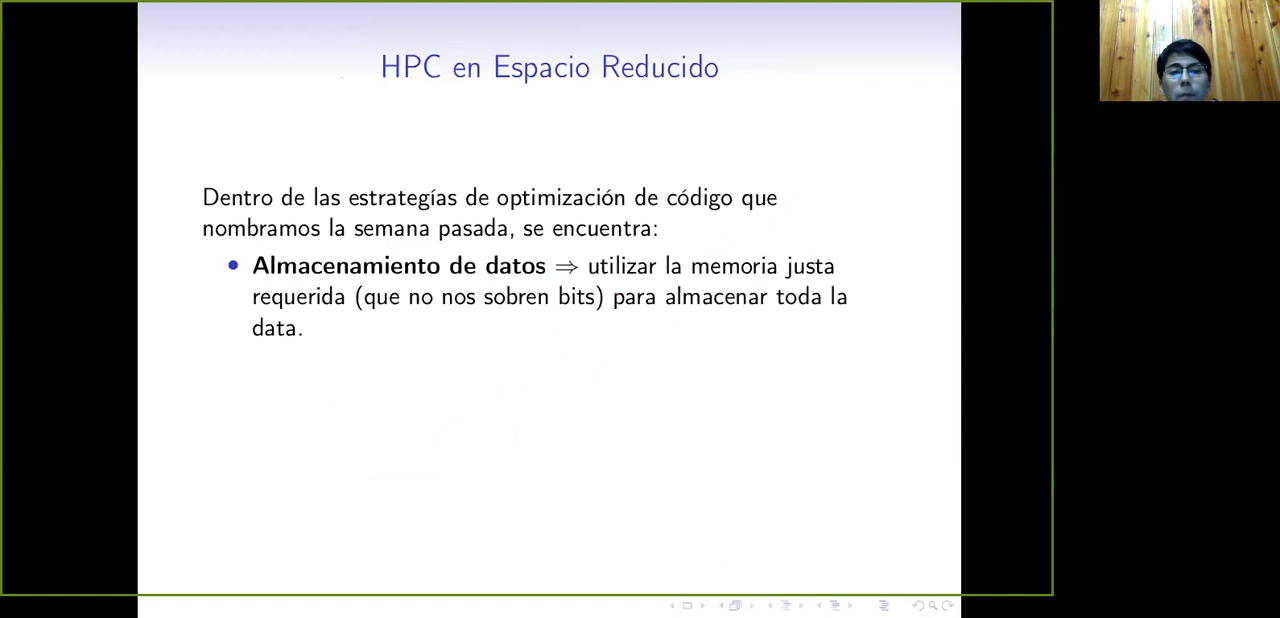 HPC en Espacio Reducido
Dentro de las estrategías de optimización de código que
nombramos la semana pasada, se encuentra:
• Almacenamiento de datos ⇒ utilizar la memoria justa
requerida (que no nos sobren bits) para almacenar toda la
data.